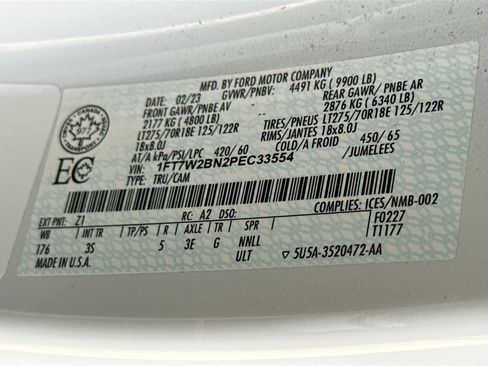 MFD. BY FORD MOTOR COMPANY
DATE: 02/23 GVWR/PNBV: 4491 KG ( 9900 LB)
FRONT GAWR/PNBE AV REAR GAWR/ PNBE AR
2177 KG ( 4800 LB) 2876 KG ( 6340 LB)
LT275/70R18E 125/122R TIRES/PNEUS LT275/70R18E 125/122R
18x8.0J RIMS/JANTES 18x8.0J
AT/A kPa/PSI/LPC 420/ 60 COLD/A FROID 450/ 65
VIN: 1FT7W2BN2PEC33554
TYPE: TRU/CAM JUMELEES
EC
EXT PNT: Z1 RC: A2 DSO: COMPLIES: ICES/NMB-002
WB INT TR TP/PS R AXLE TR SPR F0227
176 3S 5 3E G NNLL T1177
MADE IN U.S.A. ULT 5U5A-3520472-AA